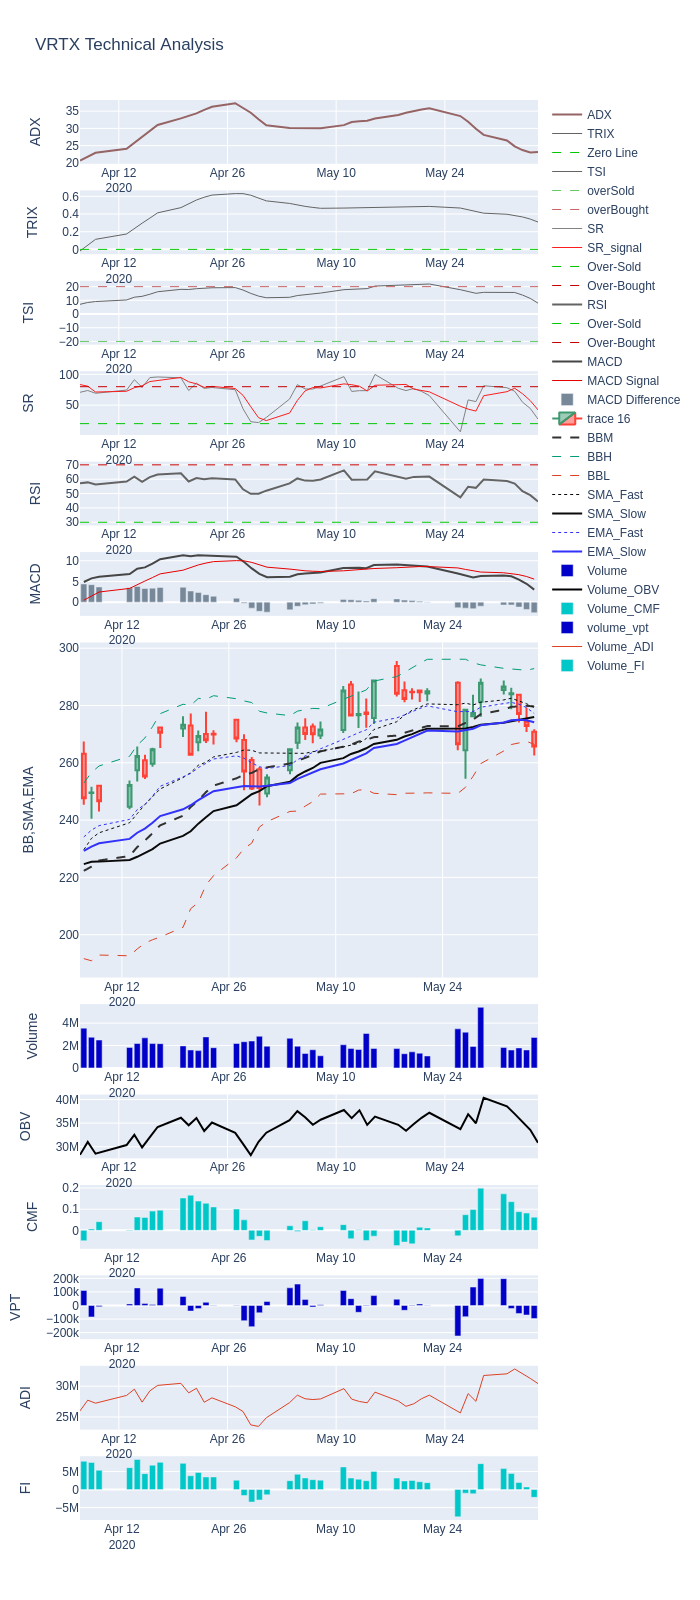 VRTX Technical Analysis
ADX
35
30
25
20
Apr 12
2020
Apr 26
May 10
May 24
TRIX
0.6
0.4
0.2
0
Apr 12
2020
Apr 26
May 10
May 24
TSI
20
10
0
−10
−20
Apr 12
2020
Apr 26
May 10
May 24
SR
100
50
Apr 12
2020
Apr 26
May 10
May 24
RSI
70
60
50
40
30
Apr 12
2020
Apr 26
May 10
May 24
MACD
10
5
0
Apr 12
2020
Apr 26
May 10
May 24
BB,SMA,EMA
300
280
260
240
220
200
Apr 12
2020
Apr 26
May 10
May 24
Volume
4M
2M
0
Apr 12
2020
Apr 26
May 10
May 24
OBV
40M
35M
30M
Apr 12
2020
Apr 26
May 10
May 24
CMF
0.2
0.1
0
Apr 12
2020
Apr 26
May 10
May 24
VPT
200k
100k
0
−100k
−200k
Apr 12
2020
Apr 26
May 10
May 24
ADI
30M
25M
Apr 12
2020
Apr 26
May 10
May 24
FI
5M
0
−5M
Apr 12
2020
Apr 26
May 10
May 24
ADX
TRIX
Zero Line
TSI
overSold
overBought
SR
SR_signal
Over-Sold
Over-Bought
RSI
Over-Sold
Over-Bought
MACD
MACD Signal
MACD Difference
trace 16
BBM
BBH
BBL
SMA_Fast
SMA_Slow
EMA_Fast
EMA_Slow
Volume
Volume_OBV
Volume_CMF
volume_vpt
Volume_ADI
Volume_FI